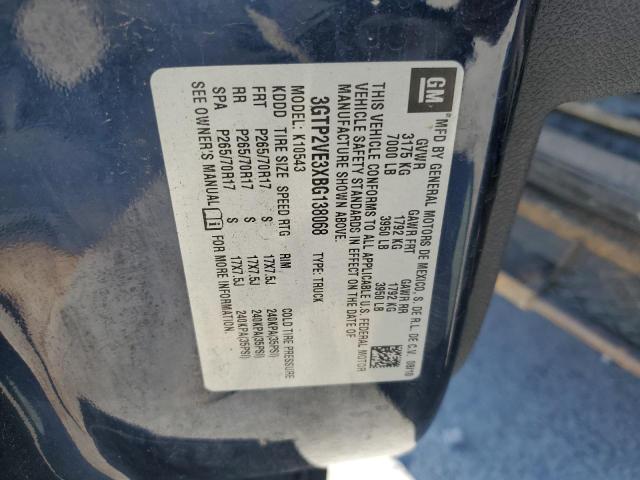 GM
MFD BY GENERAL MOTORS DE MEXICO S. DE R.L. DE C.V. 08/10
GVWR GAWR FRT GAWR RR
3175 KG 1792 KG 1792 KG
7000 LB 3950 LB 3950 LB
THIS VEHICLE CONFORMS TO ALL APPLICABLE U.S. FEDERAL MOTOR
VEHICLE SAFETY STANDARDS IN EFFECT ON THE DATE OF
MANUFACTURE SHOWN ABOVE.
3GTP2VE3XBG138068 TYPE: TRUCK
MODEL: K10543
KDDD TIRE SIZE SPEED RTG RIM COLD TIRE PRESSURE
FRT P265/70R17 S 17X7.5J 240KPA(35PSI)
RR P265/70R17 S 17X7.5J 240KPA(35PSI)
SPA P265/70R17 S 17X7.5J 240KPA(35PSI)
SEE OWNER'S MANUAL FOR MORE INFORMATION.